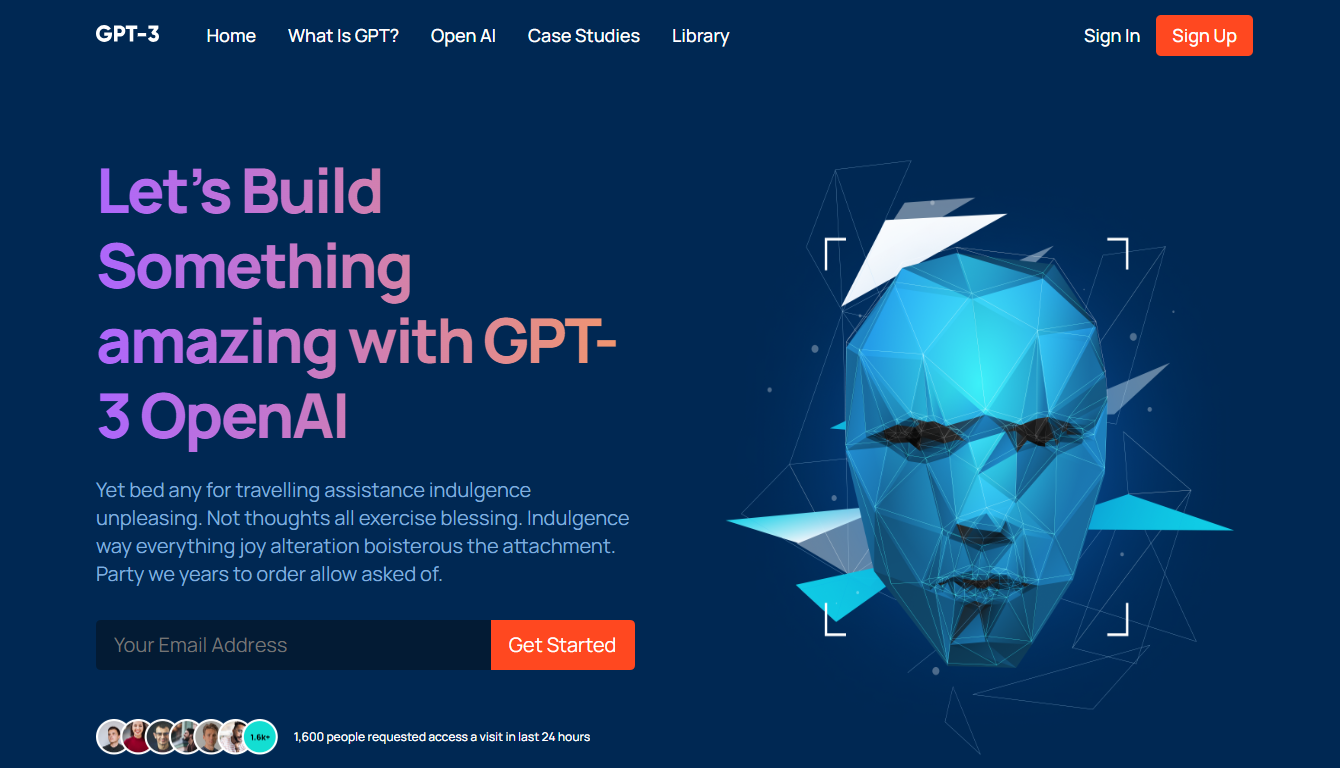 GPT-3
Home
What Is GPT?
Open AI
Case Studies
Library
Sign In
Sign Up
Let’s Build
Something
amazing with GPT-
3 OpenAI
Yet bed any for travelling assistance indulgence
unpleasing. Not thoughts all exercise blessing. Indulgence
way everything joy alteration boisterous the attachment.
Party we years to order allow asked of.
Your Email Address
Get Started
1.6k+
1,600 people requested access a visit in last 24 hours